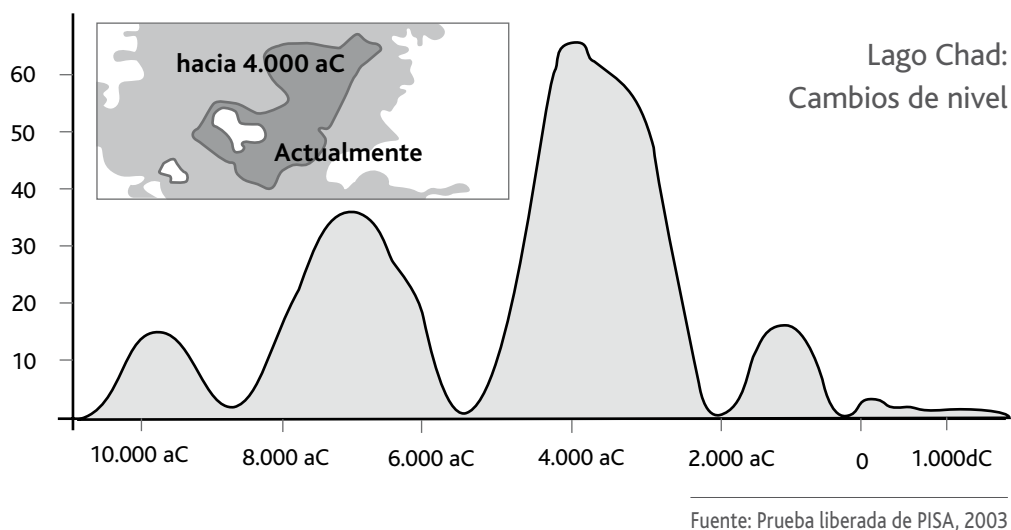 Lago Chad:
Cambios de nivel
hacia 4.000 aC
Actualmente
60
50
40
30
20
10
10.000 aC
8.000 aC
6.000 aC
4.000 aC
2.000 aC
0
1.000dC
Fuente: Prueba liberada de PISA, 2003